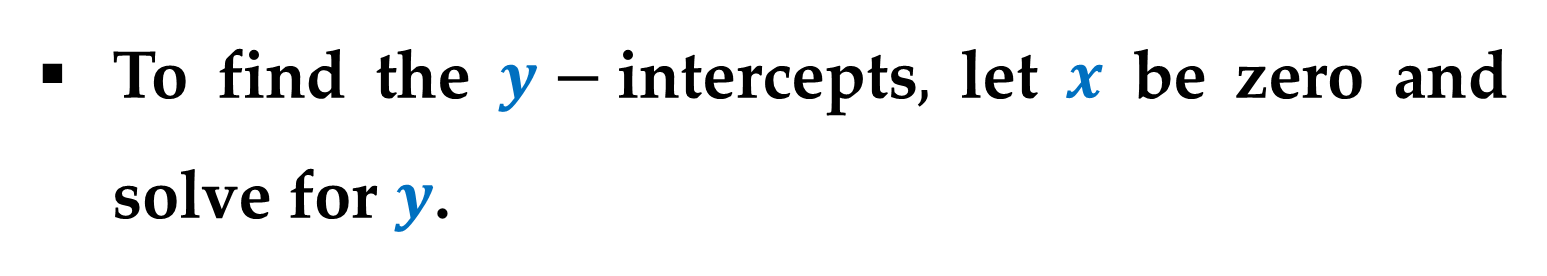 ▪ To find the y – intercepts, let x be zero and
solve for y.